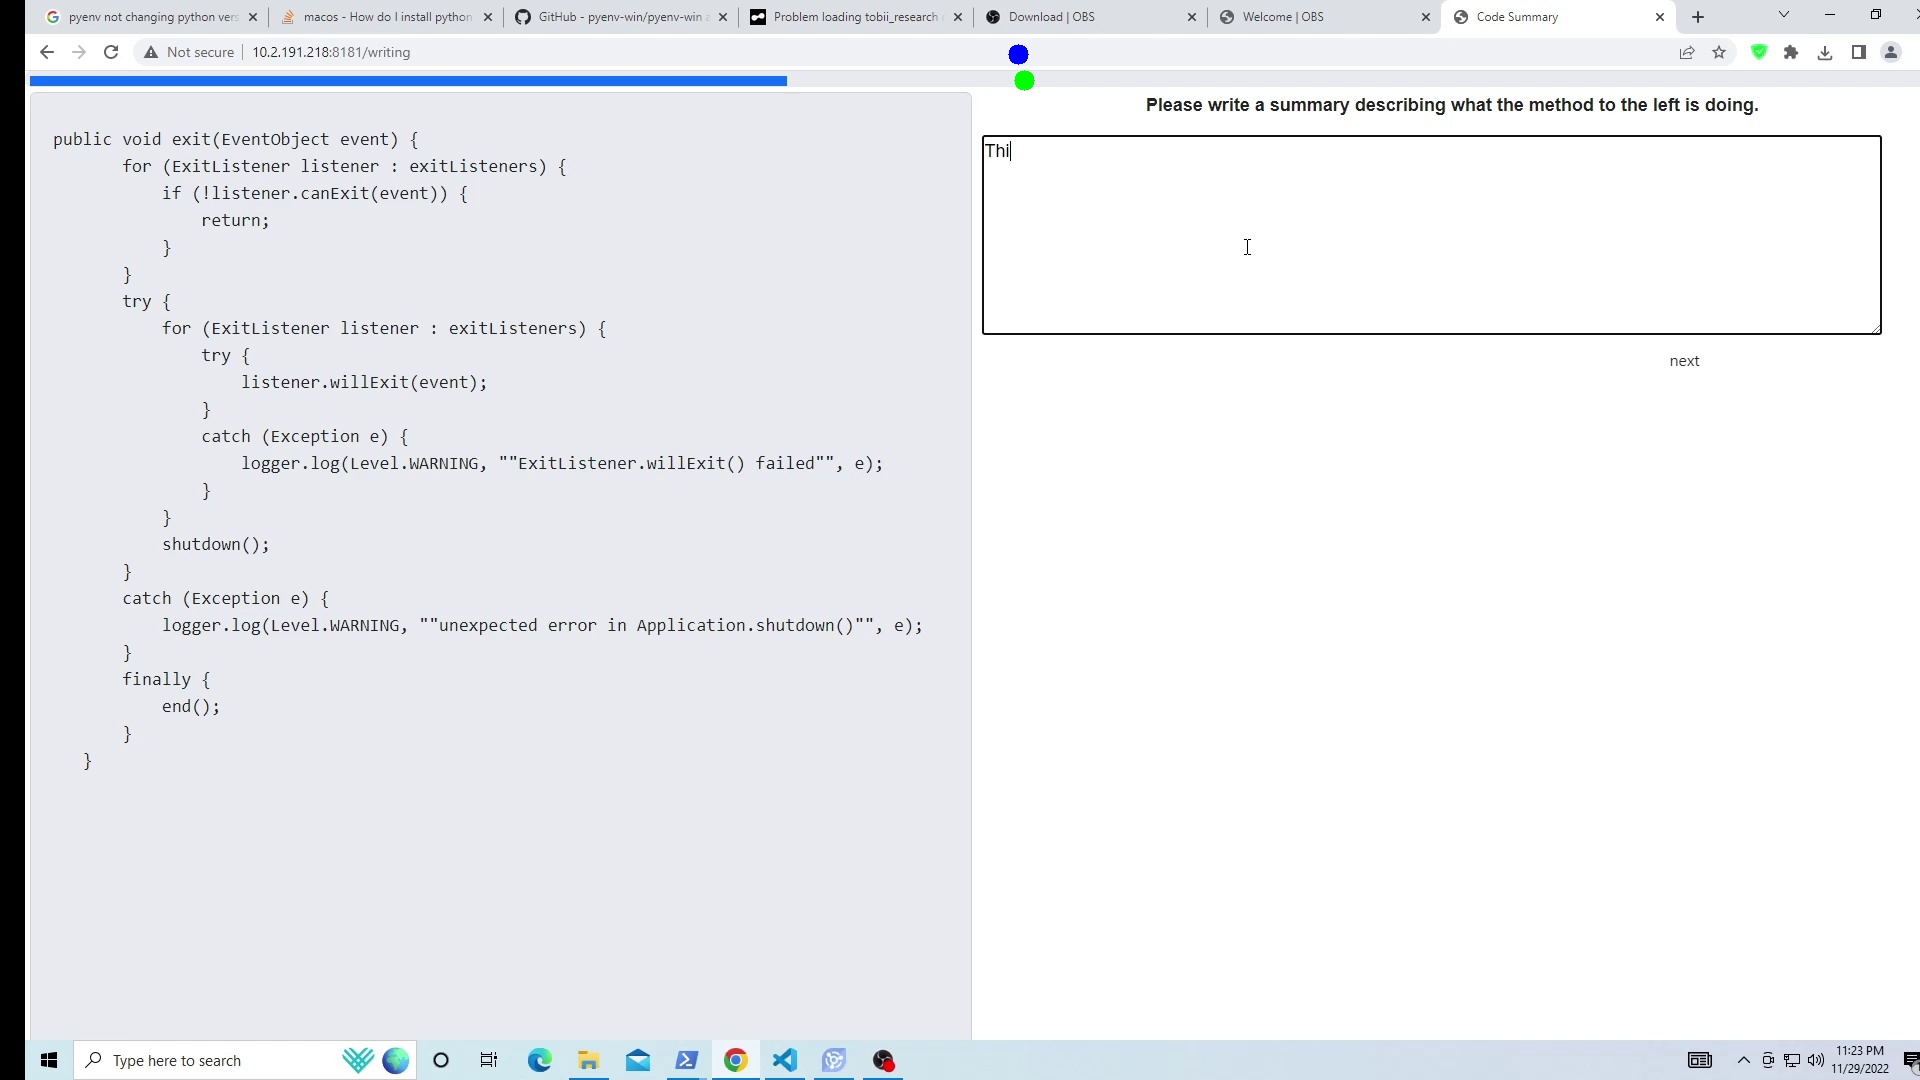 pyenv not changing python vers
macos - How do I install python
GitHub - pyenv-win/pyenv-win
Problem loading tobii_research
Download | OBS
Welcome | OBS
Code Summary
Not secure
10.2.191.218:8181/writing
public void exit(EventObject event) {
for (ExitListener listener : exitListeners) {
if (!listener.canExit(event)) {
return;
}
}
try {
for (ExitListener listener : exitListeners) {
try {
listener.willExit(event);
}
catch (Exception e) {
logger.log(Level.WARNING, ""ExitListener.willExit() failed"", e);
}
}
shutdown();
}
catch (Exception e) {
logger.log(Level.WARNING, ""unexpected error in Application.shutdown()"", e);
}
finally {
end();
}
}
Please write a summary describing what the method to the left is doing.
Thi
next
Type here to search
11:23 PM
11/29/2022